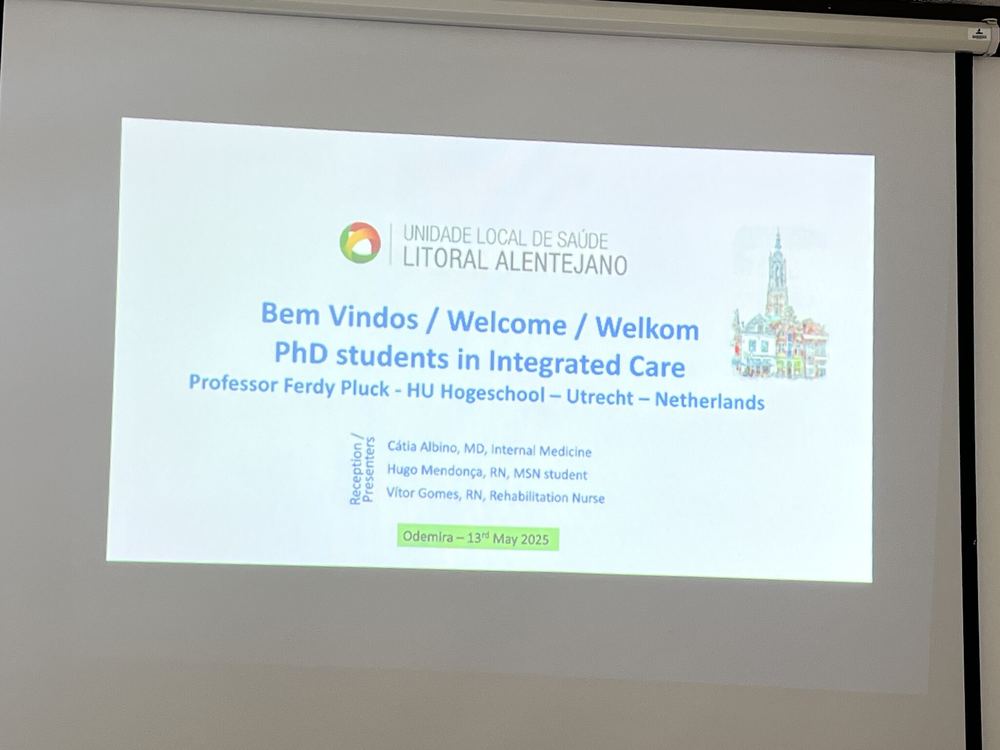 UNIDADE LOCAL DE SAÚDE
LITORAL ALENTEJANO
Bem Vindos / Welcome / Welkom
PhD students in Integrated Care
Professor Ferdy Pluck - HU Hogeschool – Utrecht – Netherlands
Reception /
Presenters
Cátia Albino, MD, Internal Medicine
Hugo Mendonça, RN, MSN student
Vítor Gomes, RN, Rehabilitation Nurse
Odemira – 13rd May 2025